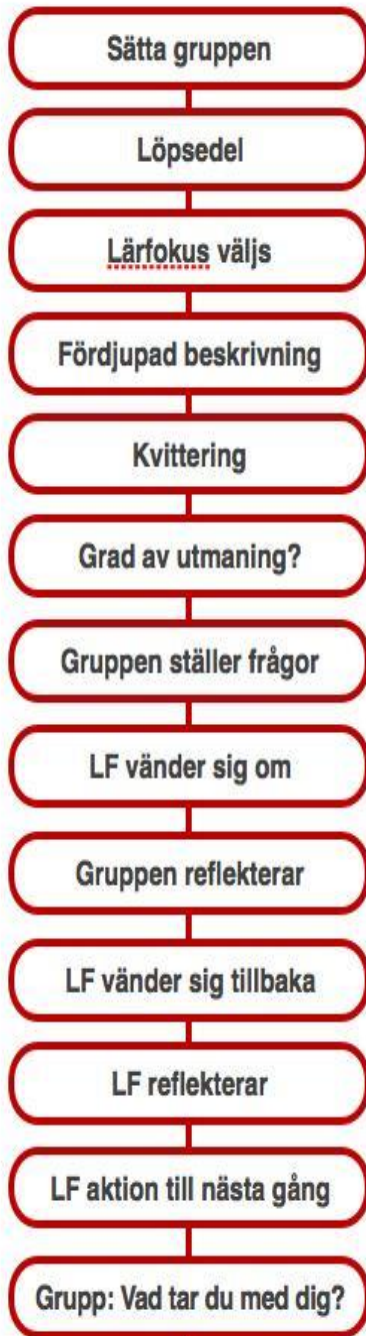 Sätta gruppen
Löpsedel
Lärfokus väljs
Fördjupad beskrivning
Kvittering
Grad av utmaning?
Gruppen ställer frågor
LF vänder sig om
Gruppen reflekterar
LF vänder sig tillbaka
LF reflekterar
LF aktion till nästa gång
Grupp: Vad tar du med dig?